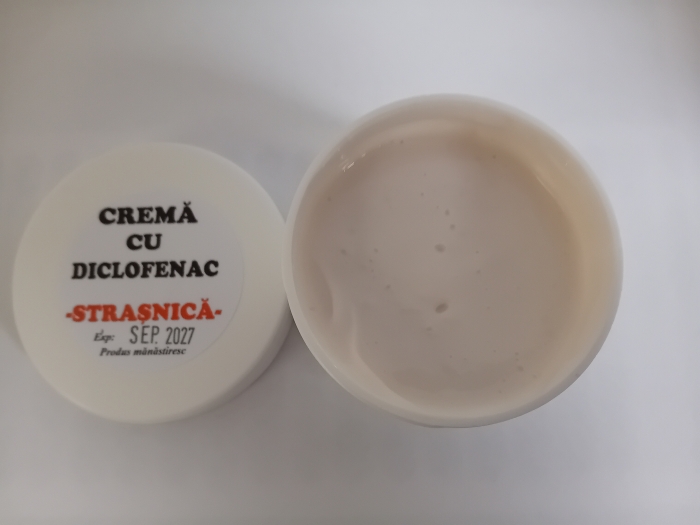 CREMĂ
CU
DICLOFENAC
-STRAȘNICĂ-
Exp: SEP. 2027
Produs mănăstiresc